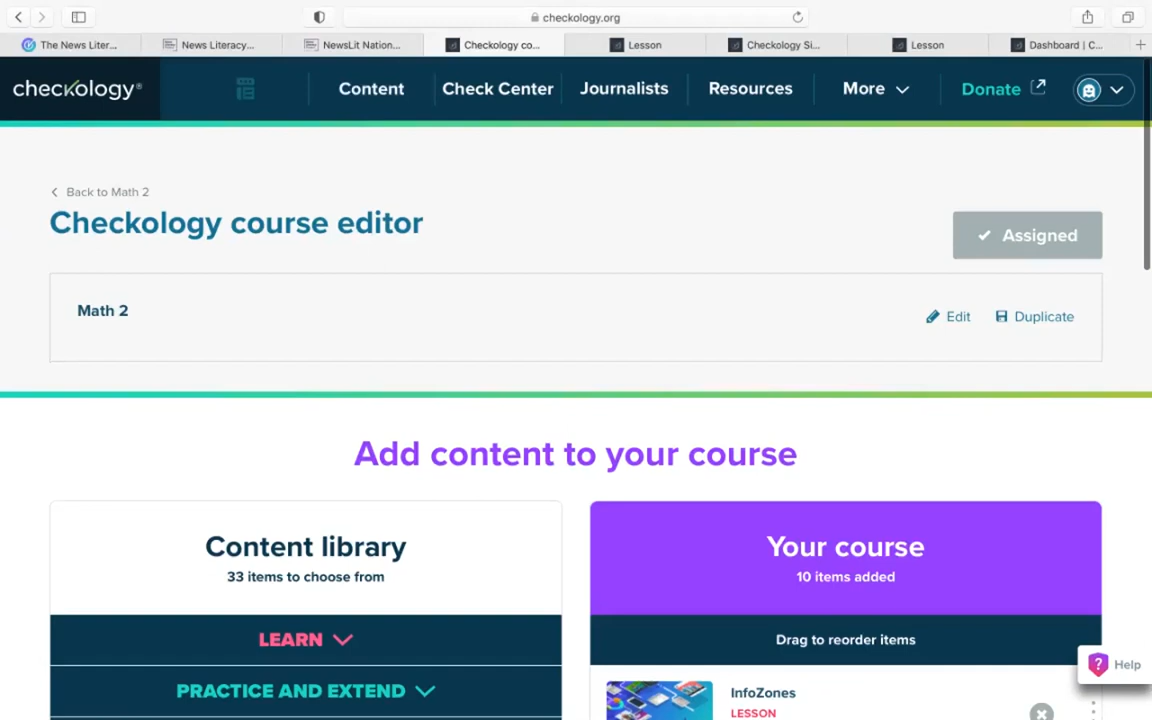 checkology.org
The News Liter...
News Literacy...
NewsLit Nation...
Checkology co...
Lesson
Checkology Si...
Lesson
Dashboard | C...
checkology®
Content
Check Center
Journalists
Resources
More
Donate
Back to Math 2
Checkology course editor
✓ Assigned
Math 2
Edit
Duplicate
Add content to your course
Content library
33 items to choose from
LEARN
PRACTICE AND EXTEND
Your course
10 items added
Drag to reorder items
InfoZones
LESSON
? Help